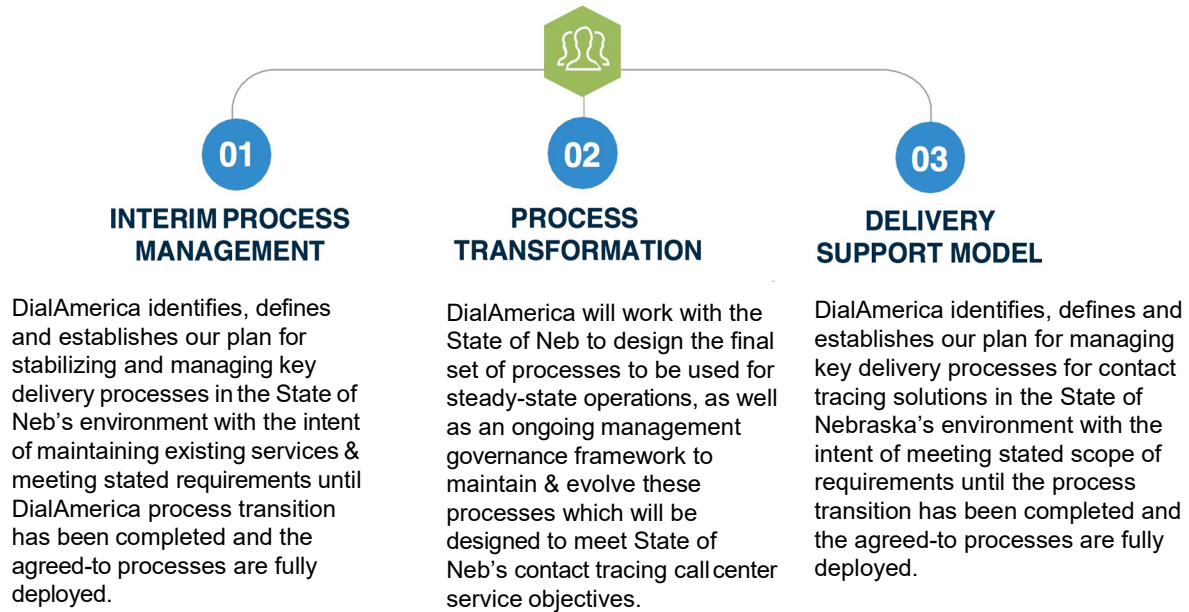 01
INTERIM PROCESS
MANAGEMENT
DialAmerica identifies, defines
and establishes our plan for
stabilizing and managing key
delivery processes in the State of
Neb’s environment with the intent
of maintaining existing services &
meeting stated requirements until
DialAmerica process transition
has been completed and the
agreed-to processes are fully
deployed.
02
PROCESS
TRANSFORMATION
DialAmerica will work with the
State of Neb to design the final
set of processes to be used for
steady-state operations, as well
as an ongoing management
governance framework to
maintain & evolve these
processes which will be
designed to meet State of
Neb’s contact tracing call center
service objectives.
03
DELIVERY
SUPPORT MODEL
DialAmerica identifies, defines and
establishes our plan for managing
key delivery processes for contact
tracing solutions in the State of
Nebraska’s environment with the
intent of meeting stated scope of
requirements until the process
transition has been completed and
the agreed-to processes are fully
deployed.